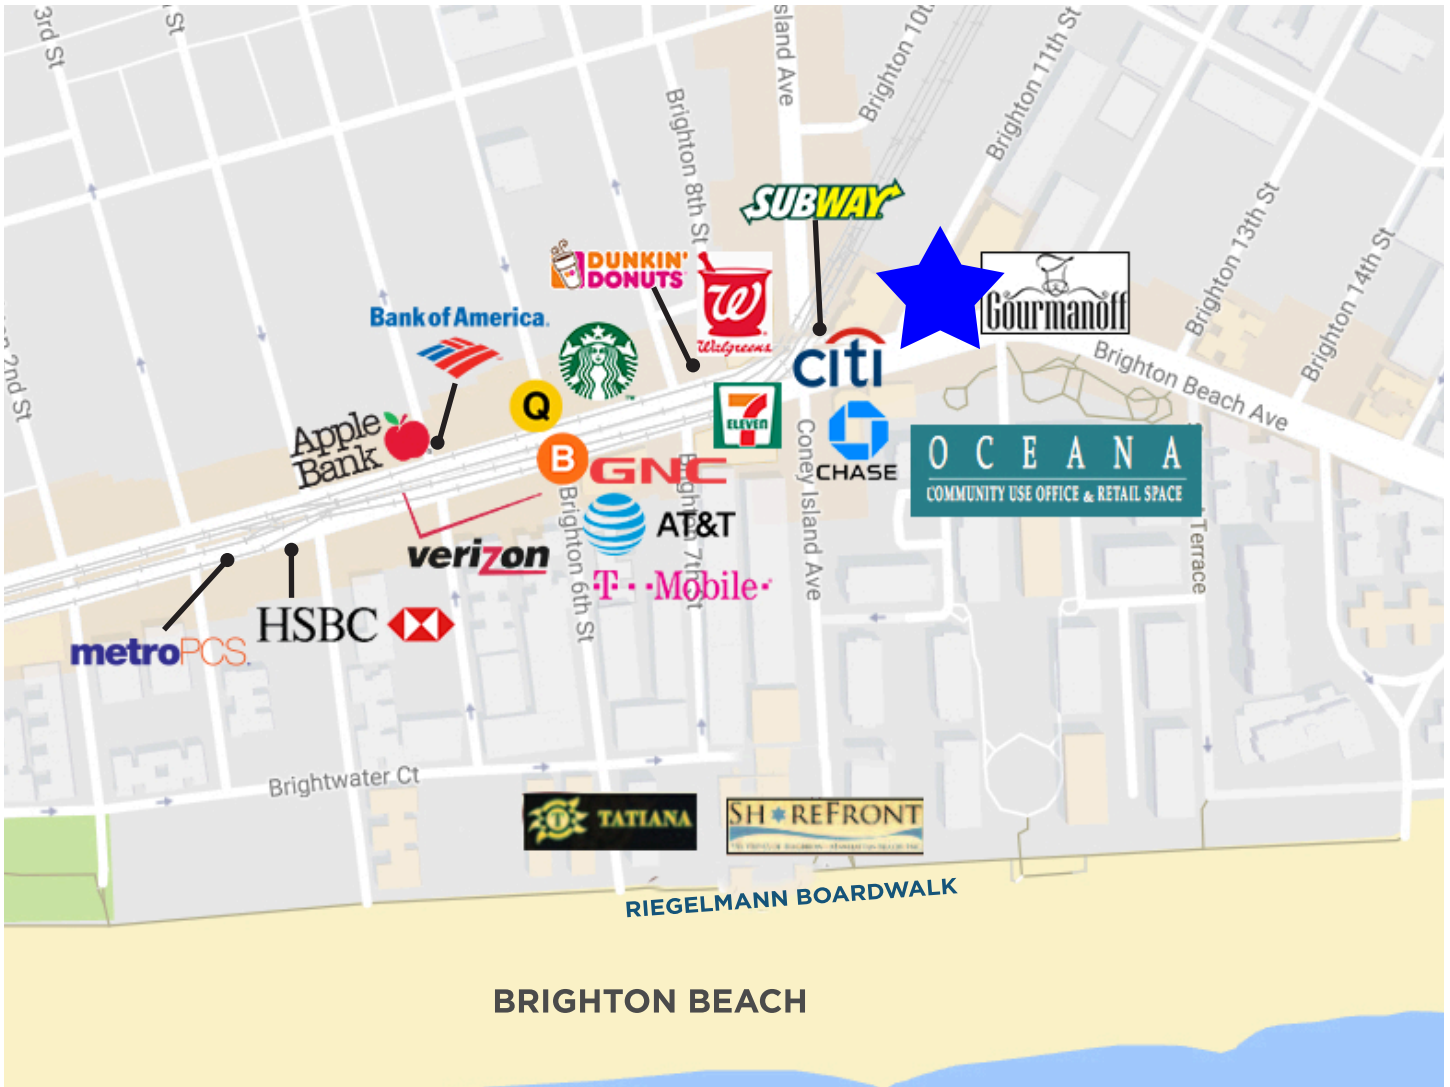 3rd St
St
sland Ave
Brighton 10t
Brighton 11th St
Brighton 8th St
SUBWAY
Brighton 13th St
Brighton 14th St
DUNKIN'
DONUTS
W
Walgreens
Gourmanoff
Bank of America.
2nd St
citi
Brighton Beach Ave
Q
Apple
Bank
7
ELEVEN
CHASE
B
GNC
OCEANA
COMMUNITY USE OFFICE & RETAIL SPACE
Brighton 6th St
Brighton 7th St
Coney Island Ave
AT&T
verizon
T··Mobile·
Terrace
HSBC
metroPCS.
Brightwater Ct
T
TATIANA
SHOREFRONT
RIEGELMANN BOARDWALK
BRIGHTON BEACH